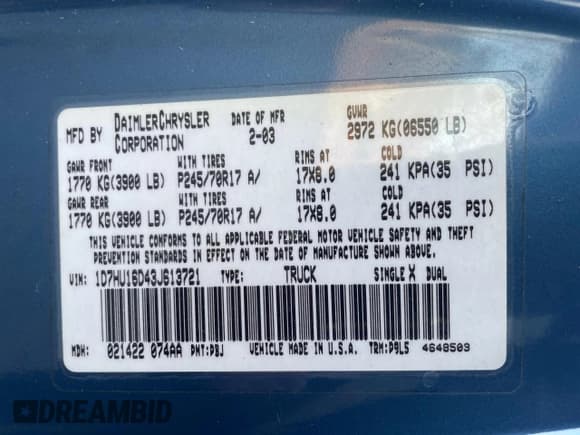 MFD BY DAIMLERCHRYSLER CORPORATION DATE OF MFR 2-03 GVWR 2972 KG(06550 LB)
GAWR FRONT WITH TIRES RIMS AT COLD
1770 KG(3900 LB) P245/70R17 A/ 17X8.0 241 KPA(35 PSI)
GAWR REAR WITH TIRES RIMS AT COLD
1770 KG(3900 LB) P245/70R17 A/ 17X8.0 241 KPA(35 PSI)
THIS VEHICLE CONFORMS TO ALL APPLICABLE FEDERAL MOTOR VEHICLE SAFETY AND THEFT
PREVENTION STANDARDS IN EFFECT ON THE DATE OF MANUFACTURE SHOWN ABOVE.
VIN: 1D7HU16D43J613721 TYPE: TRUCK SINGLE X DUAL
MDH: 021422 074AA PNT:PBJ VEHICLE MADE IN U.S.A. TRM:P9L5 4648503
DREAMBID